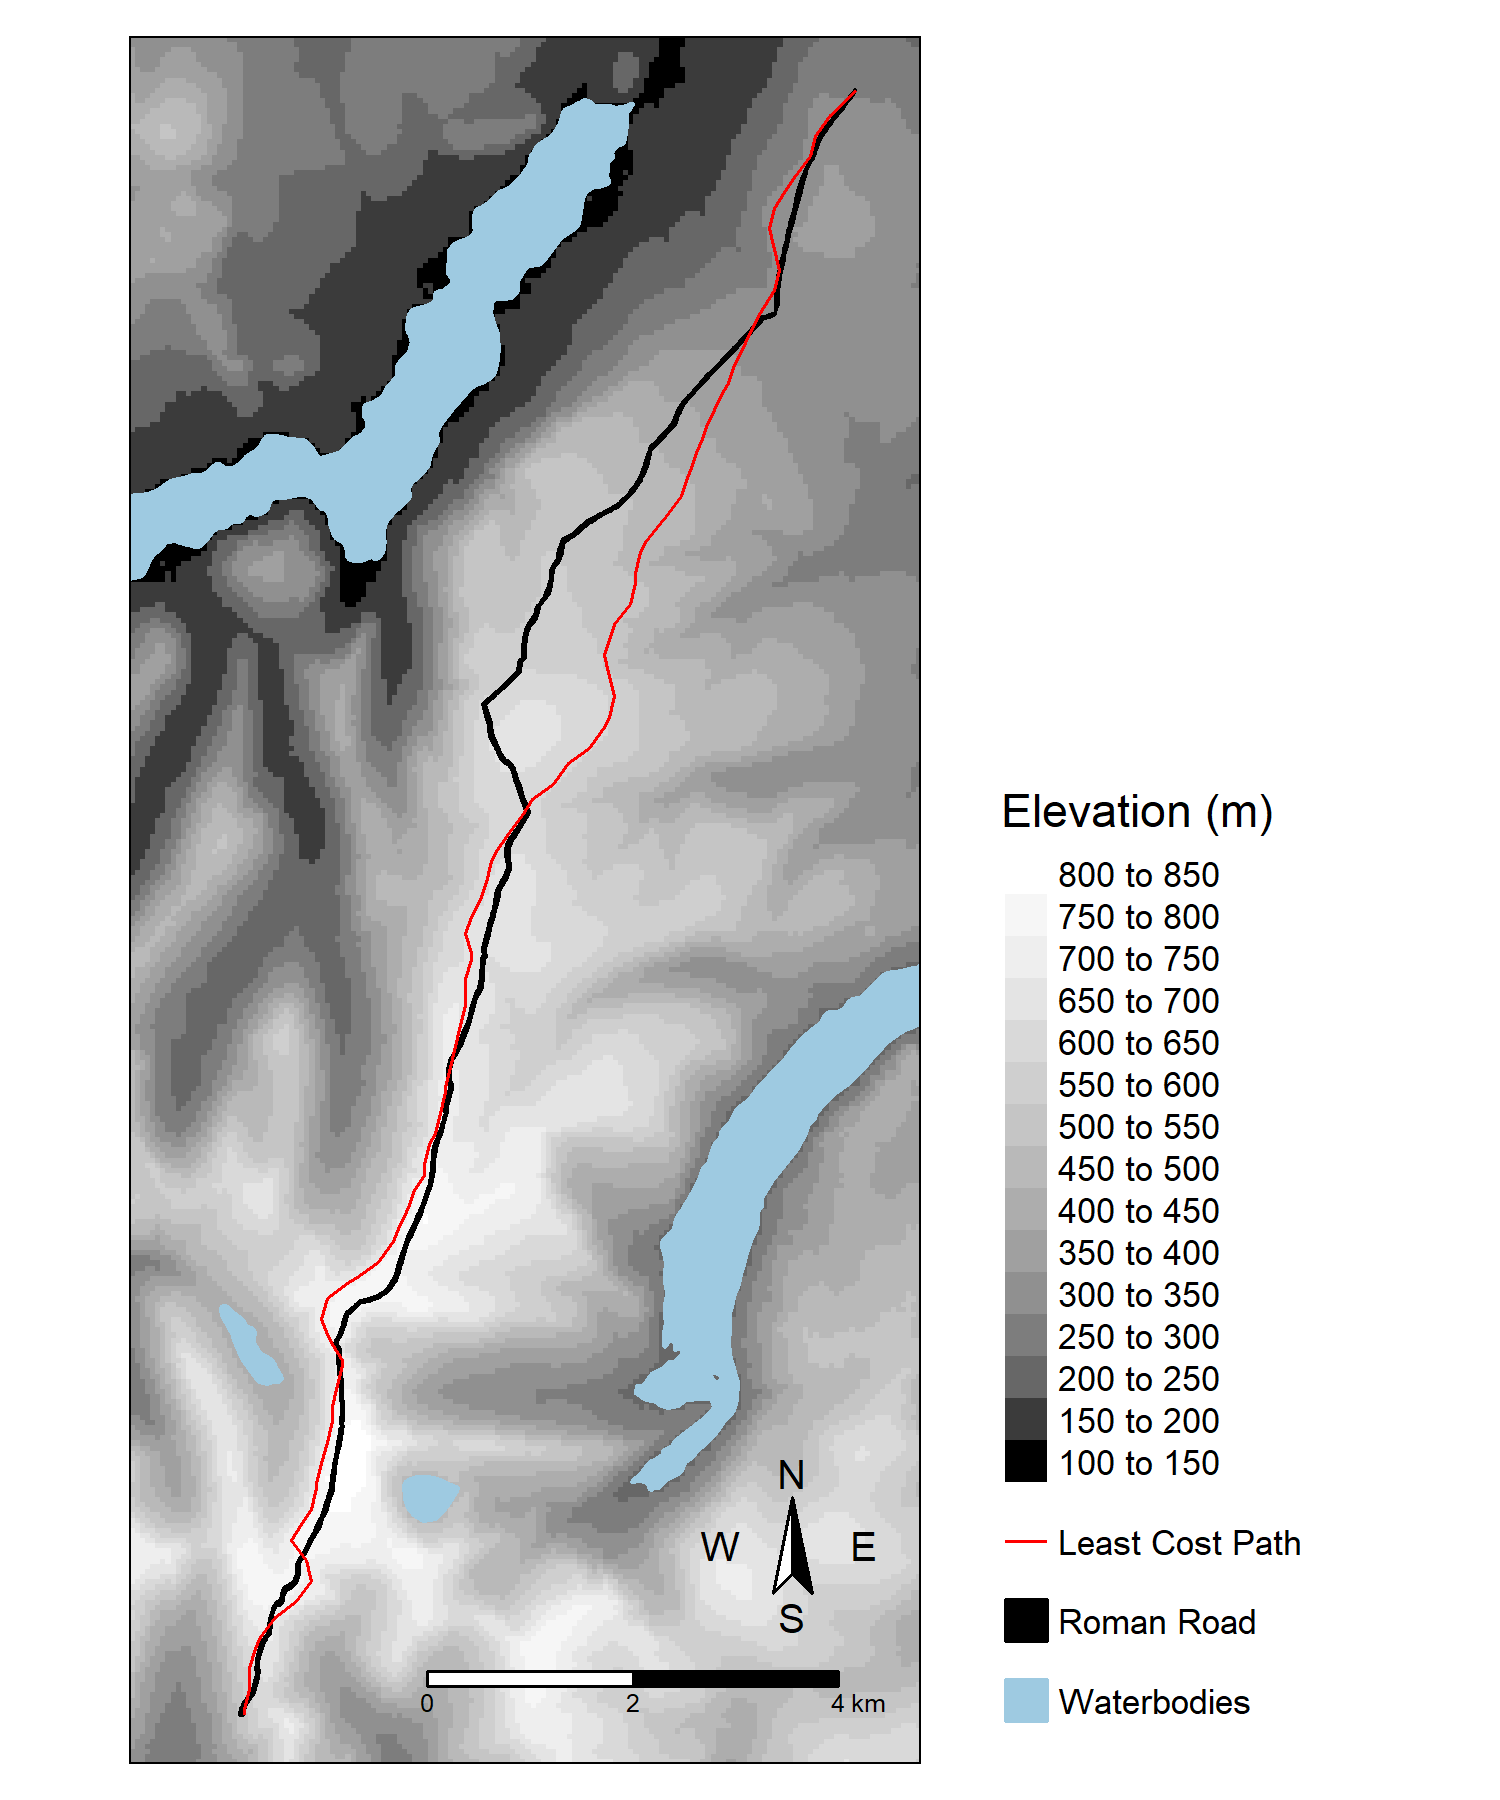 Elevation (m)
800 to 850
750 to 800
700 to 750
650 to 700
600 to 650
550 to 600
500 to 550
450 to 500
400 to 450
350 to 400
300 to 350
250 to 300
200 to 250
150 to 200
100 to 150
N
W E
S
Least Cost Path
Roman Road
0 2 4 km
Waterbodies